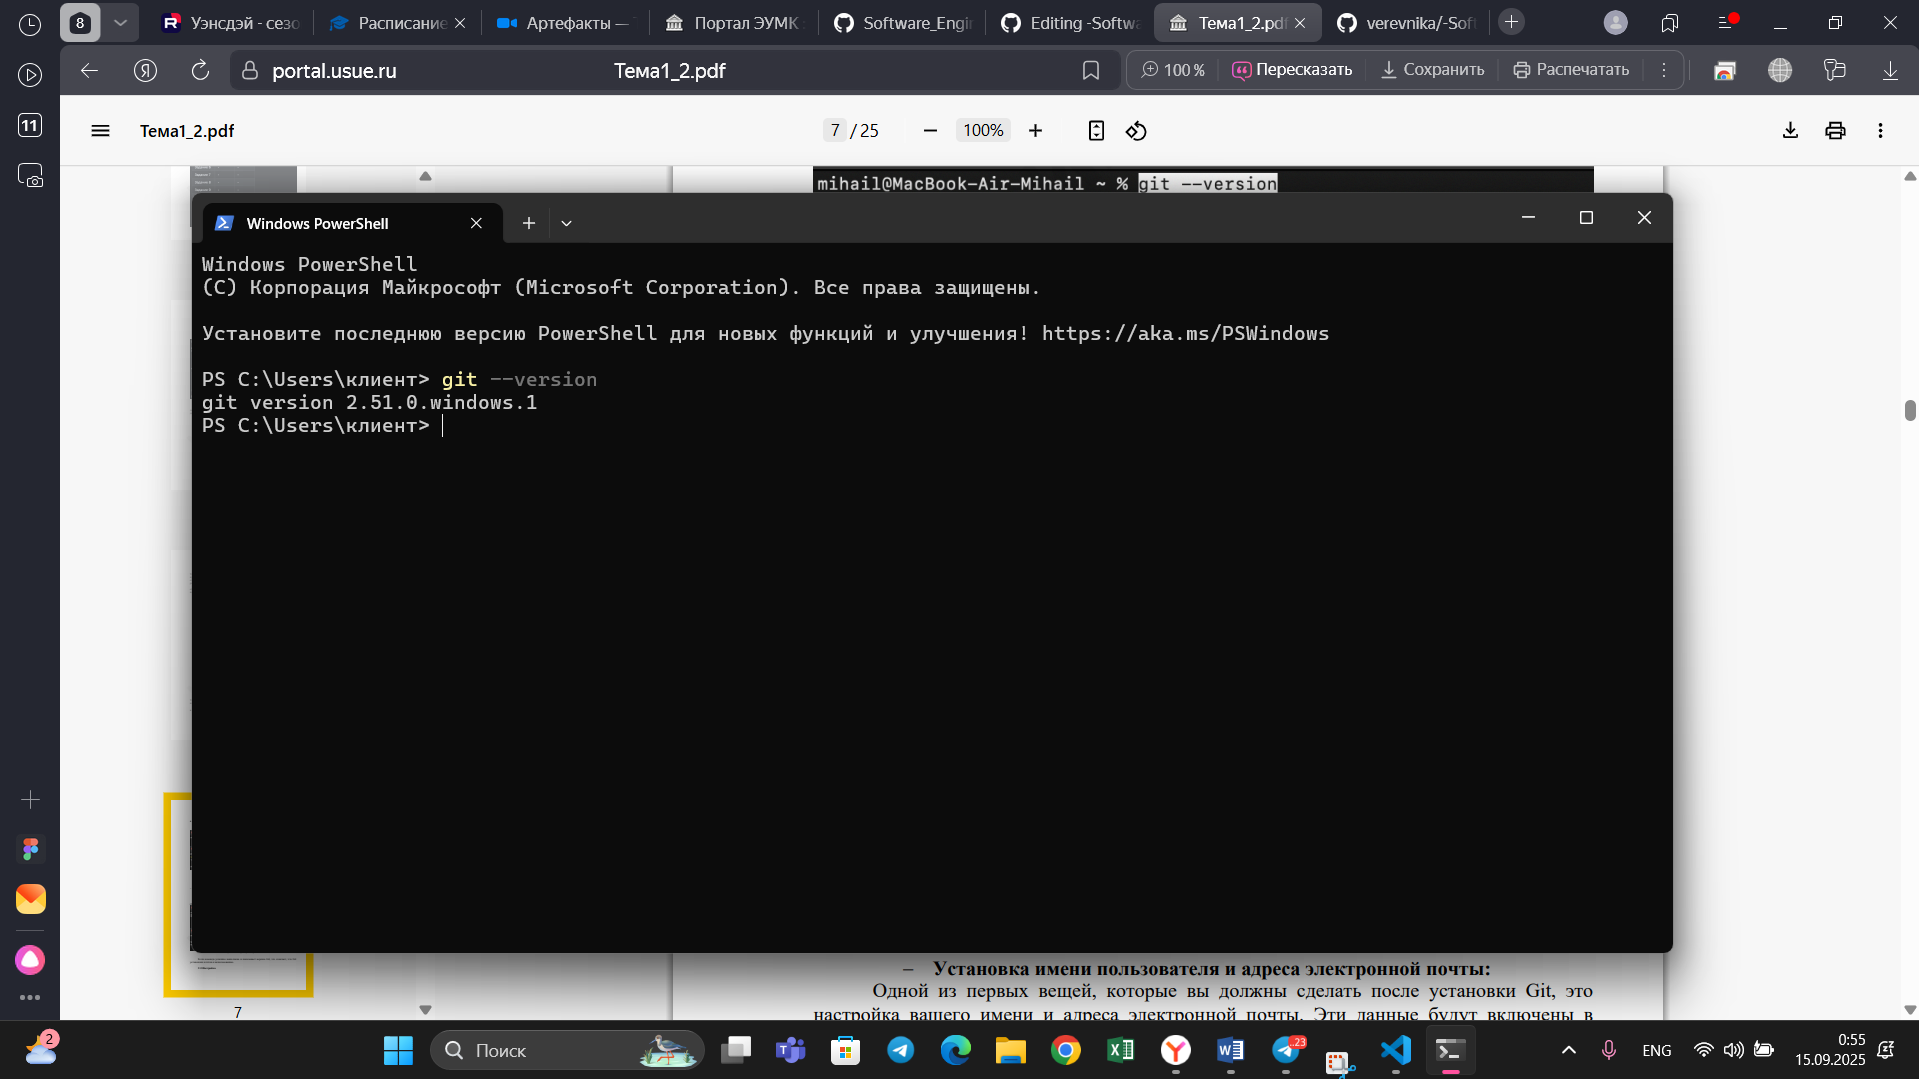 8
Уэнсдэй - сезо
Расписание
Артефакты —
Портал ЭУМК
Software_Engin
Editing -Softwa
Тема1_2.pdf
verevnika/-Soft
portal.usue.ru
Тема1_2.pdf
100 %
Пересказать
Сохранить
Распечатать
11
Тема1_2.pdf
7 / 25
100%
mihail@MacBook-Air-Mihail ~ % git --version
Windows PowerShell
Windows PowerShell
(C) Корпорация Майкрософт (Microsoft Corporation). Все права защищены.
Установите последнюю версию PowerShell для новых функций и улучшения! https://aka.ms/PSWindows
PS C:\Users\клиент> git --version
git version 2.51.0.windows.1
PS C:\Users\клиент>
– Установка имени пользователя и адреса электронной почты:
Одной из первых вещей, которые вы должны сделать после установки Git, это
настройка вашего имени и адреса электронной почты. Эти данные будут включены в
7
2
Поиск
..23
ENG
0:55
15.09.2025